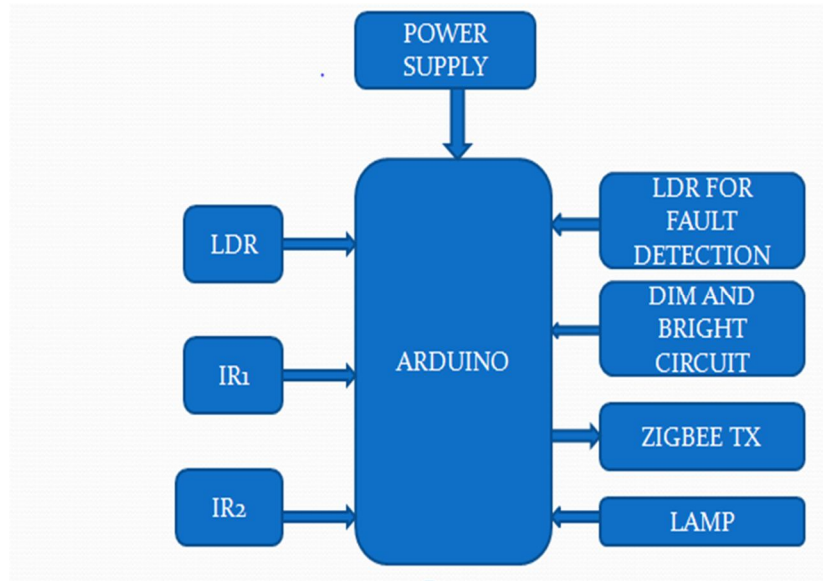 POWER
SUPPLY
LDR
IR1
IR2
ARDUINO
LDR FOR
FAULT
DETECTION
DIM AND
BRIGHT
CIRCUIT
ZIGBEE TX
LAMP